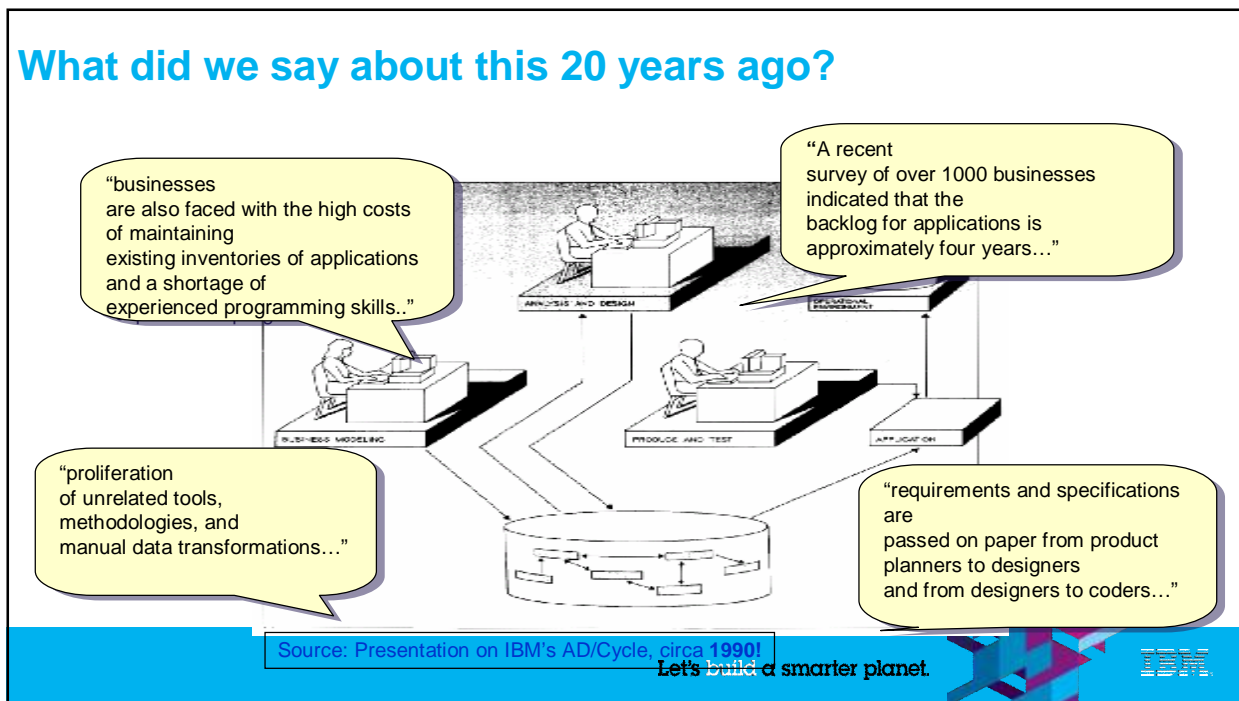 What did we say about this 20 years ago?
“businesses
are also faced with the high costs
of maintaining
existing inventories of applications
and a shortage of
experienced programming skills..”
“A recent
survey of over 1000 businesses
indicated that the
backlog for applications is
approximately four years…”
ANALYSIS AND DESIGN
OPERATIONAL
ENVIRONMENT
BUSINESS MODELING
PRODUCE AND TEST
APPLICATION
“proliferation
of unrelated tools,
methodologies, and
manual data transformations…”
“requirements and specifications
are
passed on paper from product
planners to designers
and from designers to coders…”
Source: Presentation on IBM’s AD/Cycle, circa 1990!
Let's build a smarter planet.
IBM.